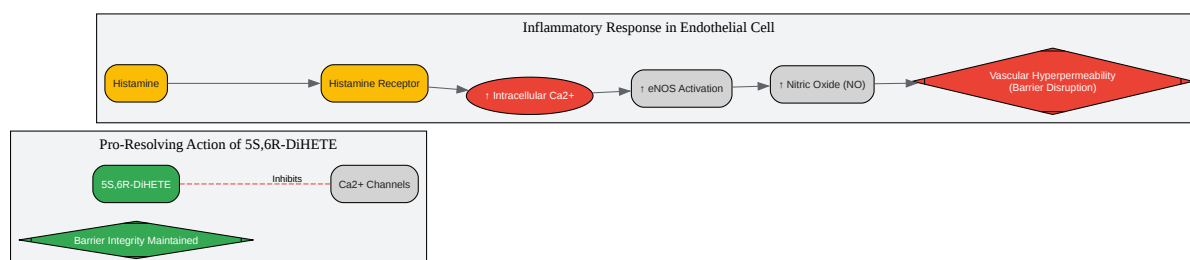 Inflammatory Response in Endothelial Cell
Histamine
Histamine Receptor
↑ Intracellular Ca2+
↑ eNOS Activation
↑ Nitric Oxide (NO)
Vascular Hyperpermeability
(Barrier Disruption)
Pro-Resolving Action of 5S,6R-DiHETE
5S,6R-DiHETE
Inhibits
Ca2+ Channels
Barrier Integrity Maintained